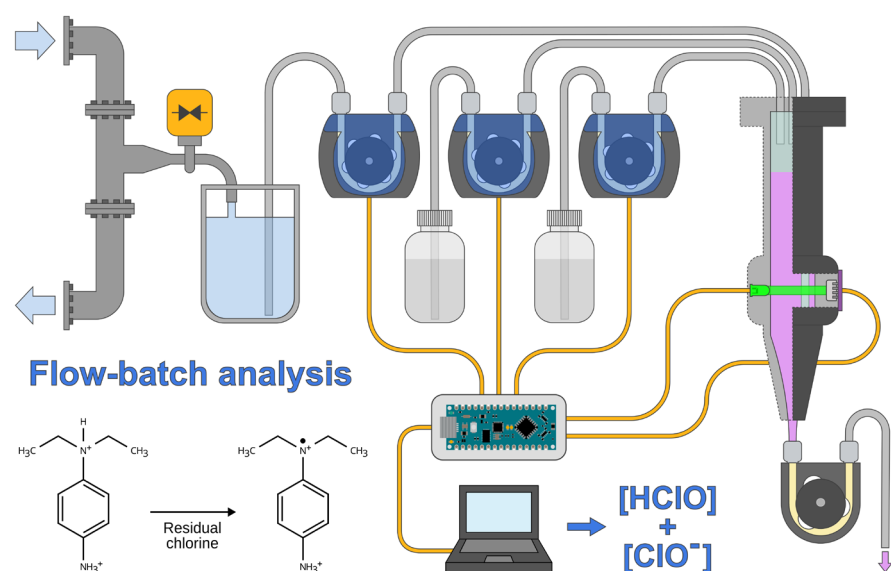 Flow-batch analysis
H
H₃C
N⁺
CH₃
NH₃⁺
Residual
chlorine
H₃C
N⁺
CH₃
NH₃⁺
[HClO]
+
[ClO⁻]